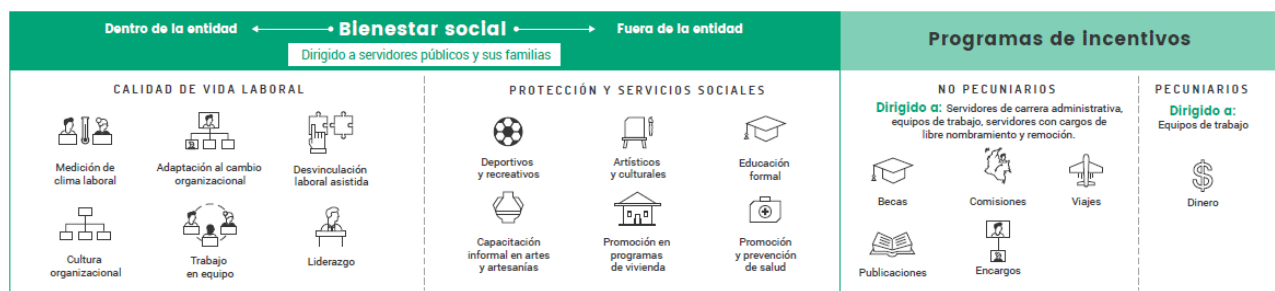 Dentro de la entidad
Bienestar social
Fuera de la entidad
Dirigido a servidores públicos y sus familias
CALIDAD DE VIDA LABORAL
Medición de
clima laboral
Adaptación al cambio
organizacional
Desvinculación
laboral asistida
Cultura
organizacional
Trabajo
en equipo
Liderazgo
PROTECCIÓN Y SERVICIOS SOCIALES
Deportivos
y recreativos
Artísticos
y culturales
Educación
formal
Capacitación
informal en artes
y artesanías
Promoción en
programas
de vivienda
Promoción
y prevención
de salud
Programas de incentivos
NO PECUNIARIOS
Dirigido a: Servidores de carrera administrativa,
equipos de trabajo, servidores con cargos de
libre nombramiento y remoción.
Becas
Comisiones
Viajes
Publicaciones
Encargos
PECUNIARIOS
Dirigido a:
Equipos de trabajo
Dinero